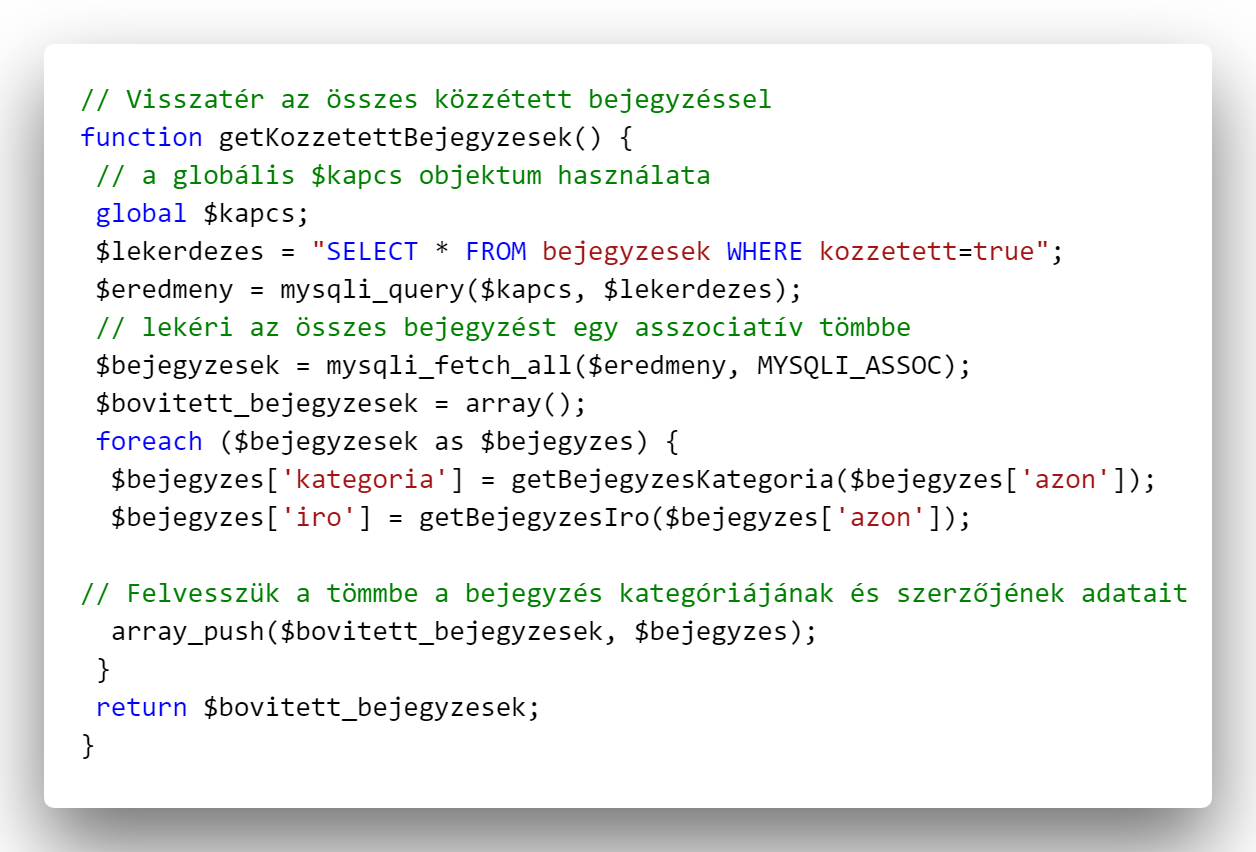 // Visszatér az összes közzétett bejegyzéssel
function getKozzetettBejegyzesek() {
// a globális $kapcs objektum használata
global $kapcs;
$lekerdezes = "SELECT * FROM bejegyzesek WHERE kozzetett=true";
$eredmeny = mysqli_query($kapcs, $lekerdezes);
// lekéri az összes bejegyzést egy asszociatív tömbbe
$bejegyzesek = mysqli_fetch_all($eredmeny, MYSQLI_ASSOC);
$bovitett_bejegyzesek = array();
foreach ($bejegyzesek as $bejegyzes) {
$bejegyzes['kategoria'] = getBejegyzesKategoria($bejegyzes['azon']);
$bejegyzes['iro'] = getBejegyzesIro($bejegyzes['azon']);
// Felvesszük a tömmbe a bejegyzés kategóriájának és szerzőjének adatait
array_push($bovitett_bejegyzesek, $bejegyzes);
}
return $bovitett_bejegyzesek;
}